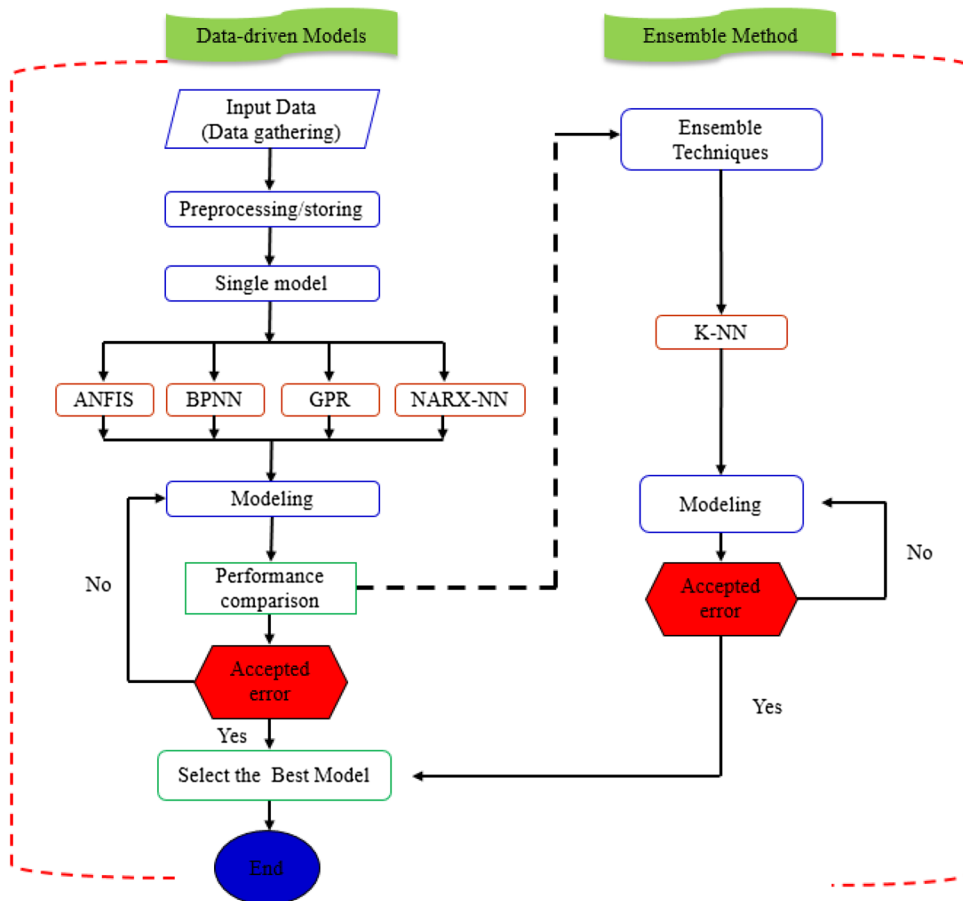 Data-driven Models
Input Data
(Data gathering)
Preprocessing/storing
Single model
ANFIS
BPNN
GPR
NARX-NN
Modeling
No
Performance
comparison
Accepted
error
Yes
Select the Best Model
End
Ensemble Method
Ensemble
Techniques
K-NN
Modeling
No
Accepted
error
Yes